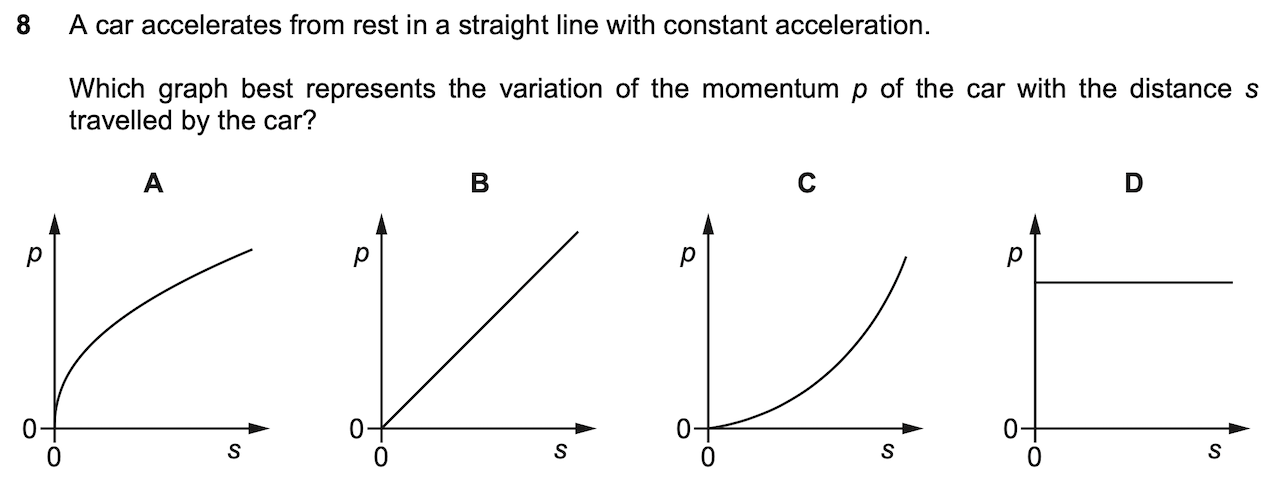 8 A car accelerates from rest in a straight line with constant acceleration.
Which graph best represents the variation of the momentum p of the car with the distance s
travelled by the car?
A B C D
p p p p
0 0 0 0
s s s s
0 0 0 0